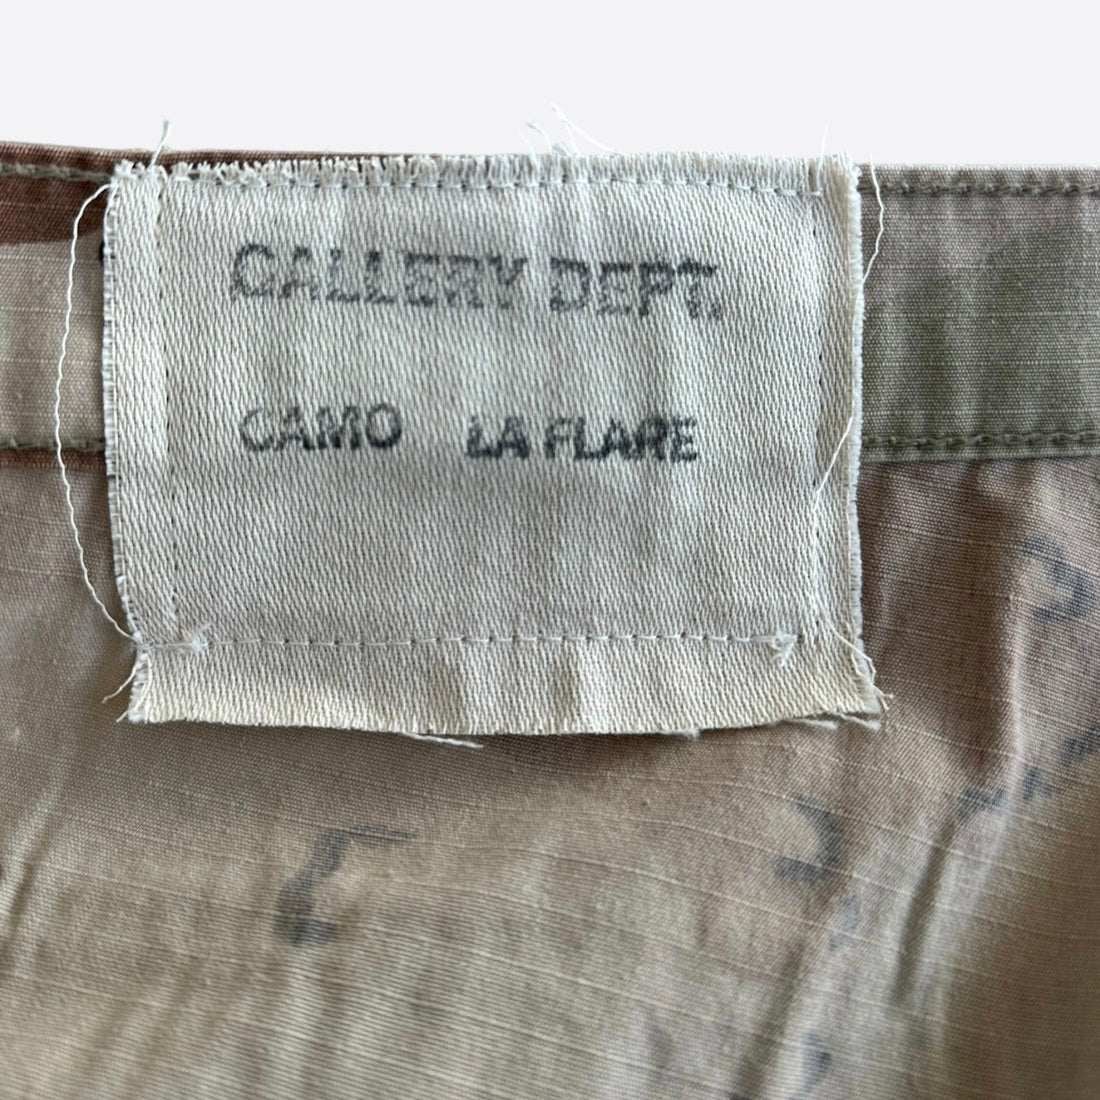 GALLERY DEPT.
CAMO LA FLARE